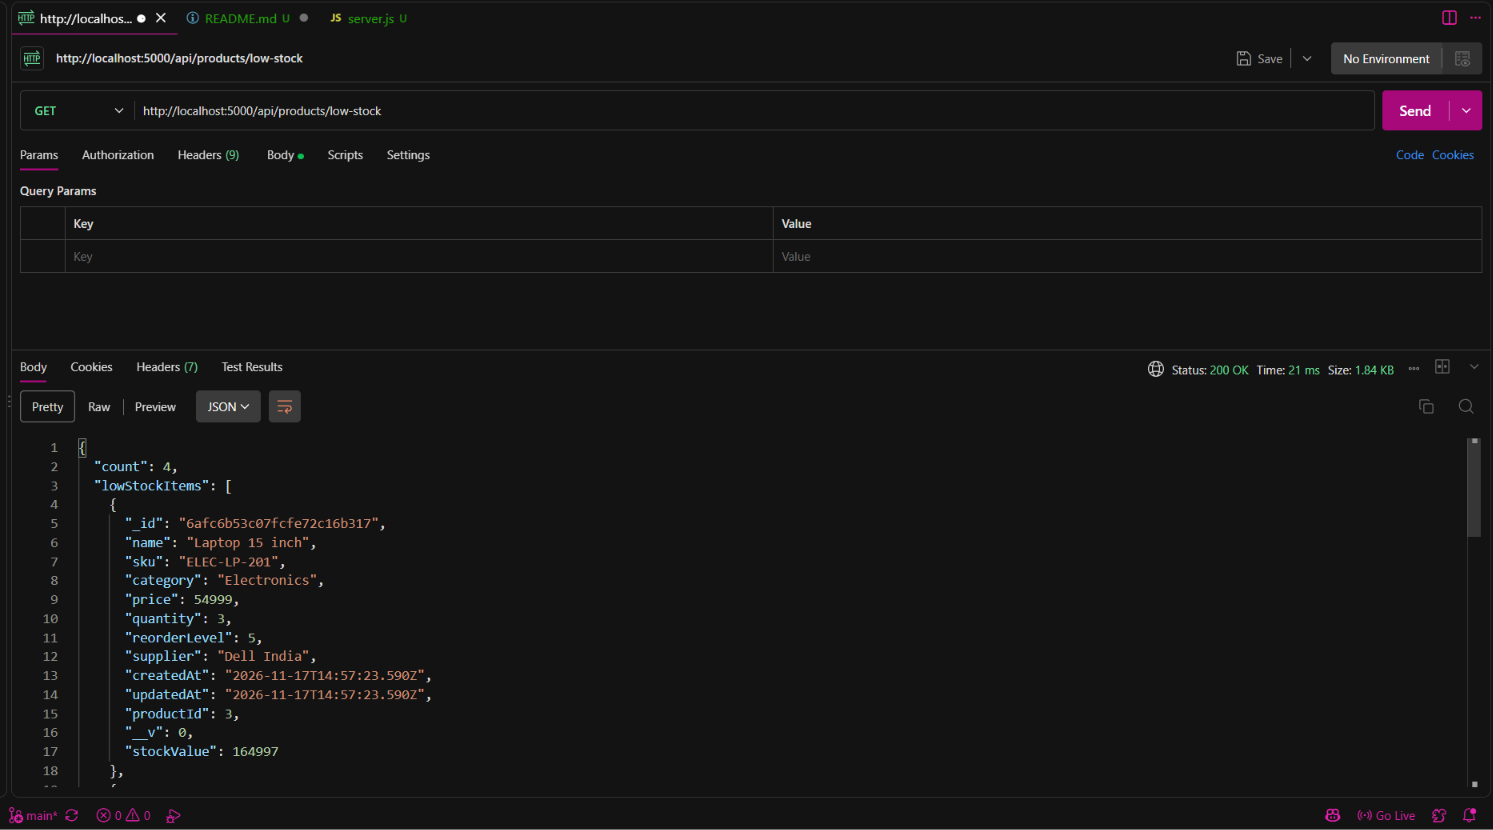 HTTP http://localhos... README.md U JS server.js U
HTTP http://localhost:5000/api/products/low-stock Save No Environment
GET http://localhost:5000/api/products/low-stock Send
Params Authorization Headers (9) Body Scripts Settings Code Cookies
Query Params
Key Value
Key Value
Body Cookies Headers (7) Test Results Status: 200 OK Time: 21 ms Size: 1.84 KB
Pretty Raw Preview JSON
1 {
2 "count": 4,
3 "lowStockItems": [
4 {
5 "_id": "6afc6b53c07fcfe72c16b317",
6 "name": "Laptop 15 inch",
7 "sku": "ELEC-LP-201",
8 "category": "Electronics",
9 "price": 54999,
10 "quantity": 3,
11 "reorderLevel": 5,
12 "supplier": "Dell India",
13 "createdAt": "2026-11-17T14:57:23.590Z",
14 "updatedAt": "2026-11-17T14:57:23.590Z",
15 "productId": 3,
16 "__v": 0,
17 "stockValue": 164997
18 },
main* 0 0 Go Live